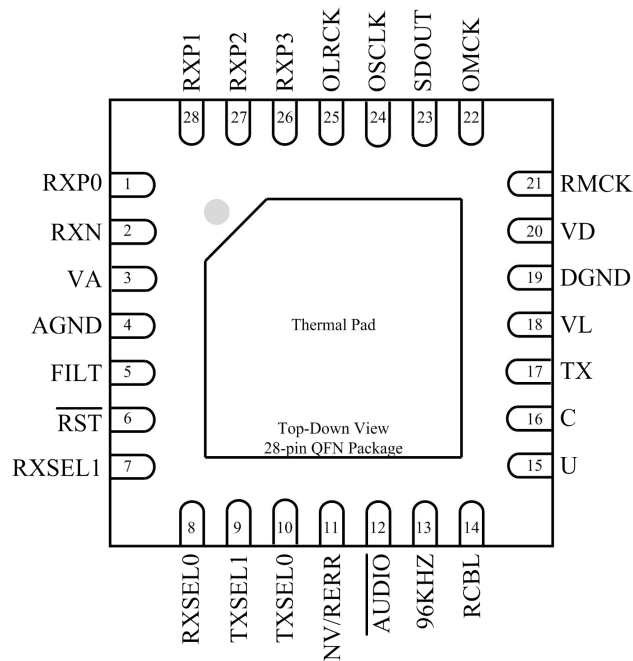 RXP1
RXP2
RXP3
OLRCK
OSCLK
SDOUT
OMCK
28
27
26
25
24
23
22
RXP0 1
RXN 2
VA 3
AGND 4
FILT 5
RST 6
RXSEL1 7
21 RMCK
20 VD
19 DGND
18 VL
17 TX
16 C
15 U
Thermal Pad
Top-Down View
28-pin QFN Package
8
9
10
11
12
13
14
RXSEL0
TXSEL1
TXSEL0
NV/RERR
AUDIO
96KHZ
RCBL